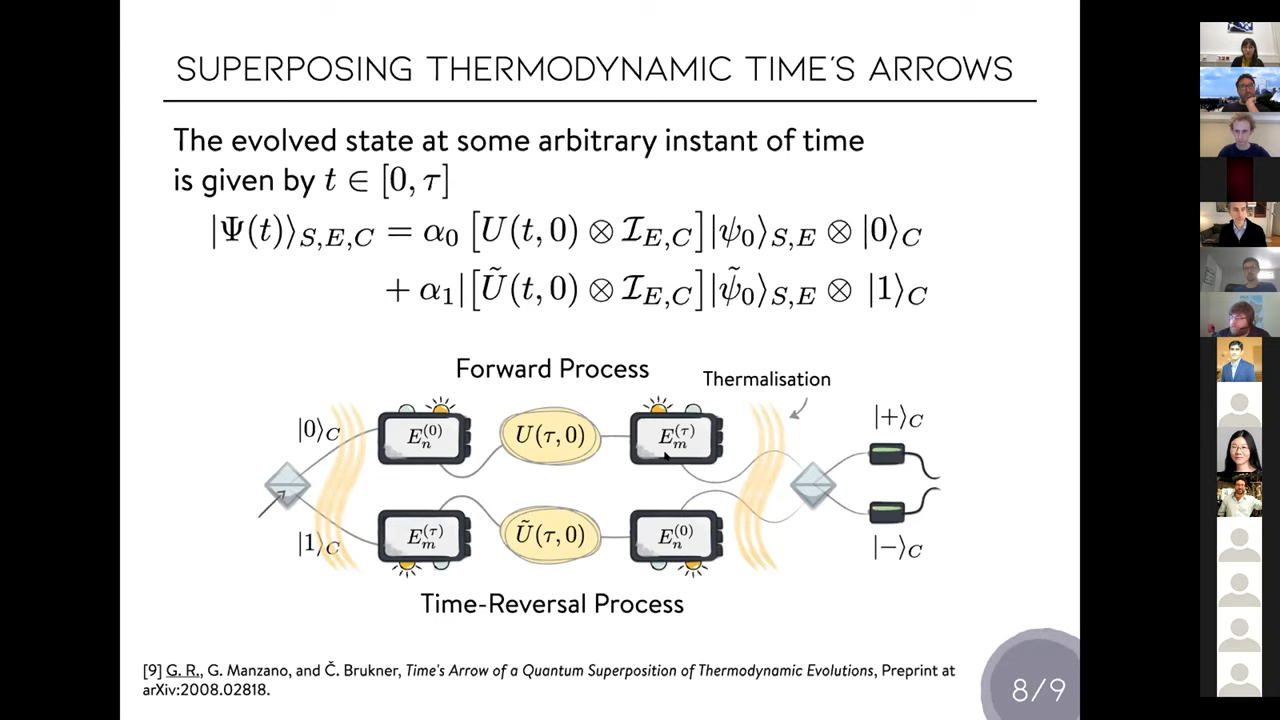 SUPERPOSING THERMODYNAMIC TIME'S ARROWS
The evolved state at some arbitrary instant of time
is given by t ∈ [0, τ]
|Ψ(t)⟩_{S,E,C} = α₀ [U(t,0) ⊗ 𝓘_{E,C}]|ψ₀⟩_{S,E} ⊗ |0⟩_C
+ α₁|[Ũ(t,0) ⊗ 𝓘_{E,C}]|ψ̃₀⟩_{S,E} ⊗ |1⟩_C
Forward Process
Thermalisation
|0⟩_C
E_n^{(0)}
U(τ,0)
E_m^{(τ)}
|+⟩_C
|1⟩_C
E_m^{(τ)}
Ũ(τ,0)
E_n^{(0)}
|−⟩_C
Time-Reversal Process
[9] G. R., G. Manzano, and Č. Brukner, Time's Arrow of a Quantum Superposition of Thermodynamic Evolutions, Preprint at
arXiv:2008.02818.
8/9